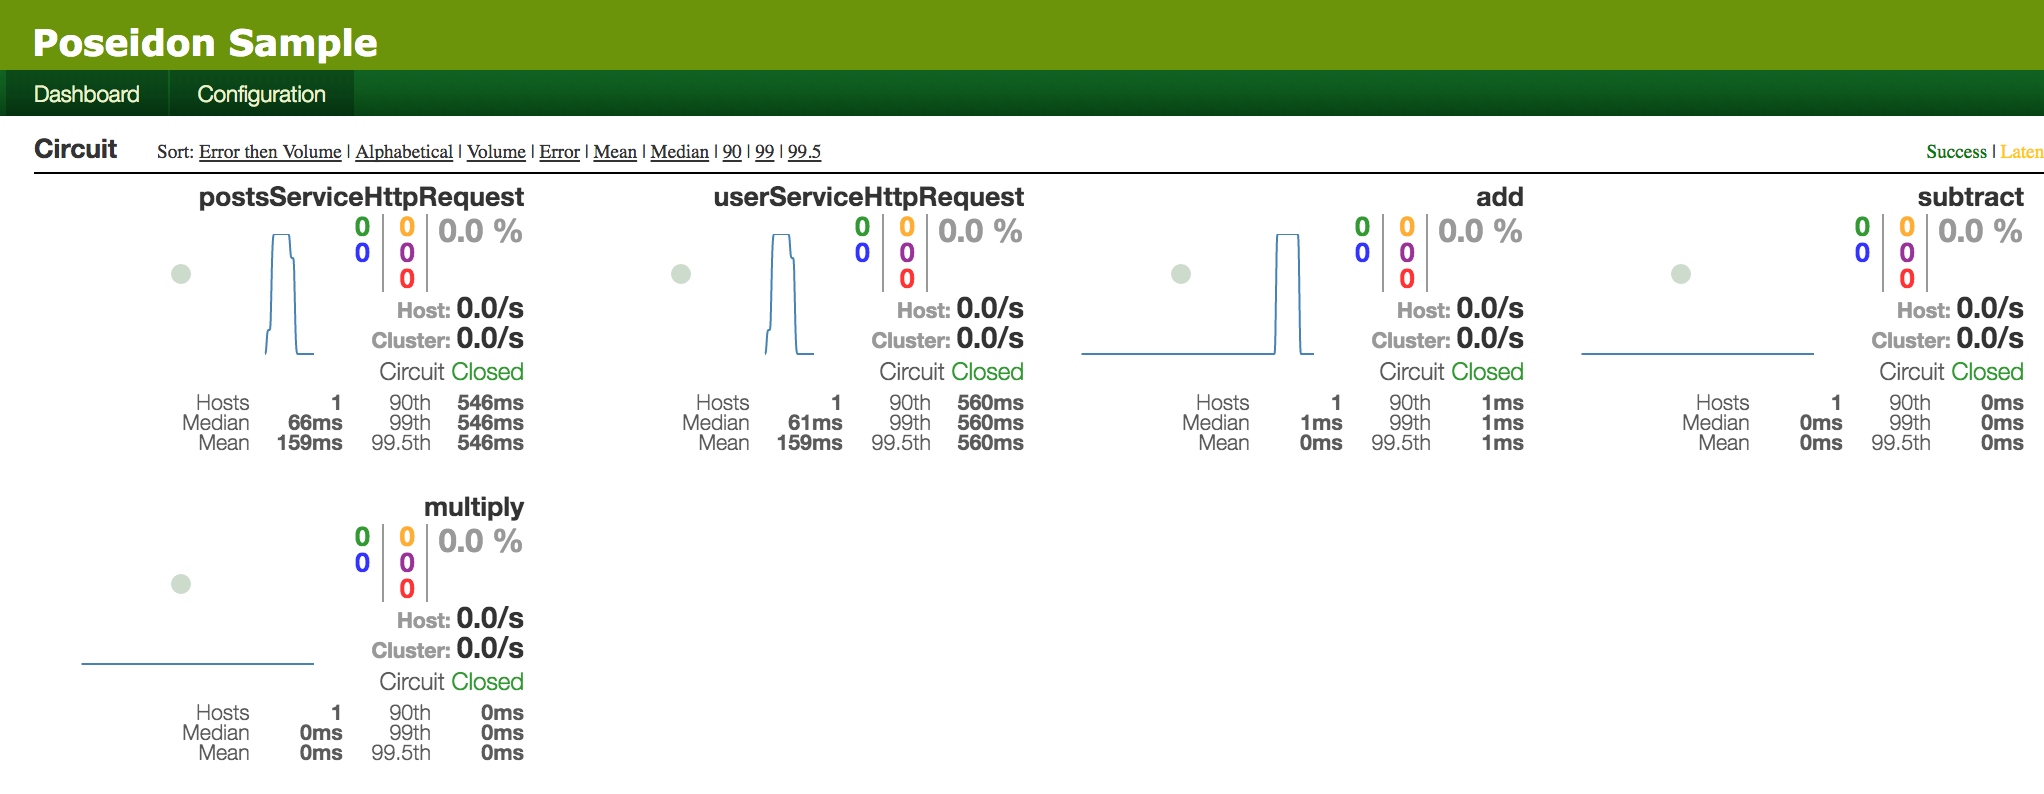 Poseidon Sample
Dashboard Configuration
Circuit Sort: Error then Volume | Alphabetical | Volume | Error | Mean | Median | 90 | 99 | 99.5 Success |
postsServiceHttpRequest
0 0 0.0 %
0 0
0
Host: 0.0/s
Cluster: 0.0/s
Circuit Closed
Hosts 1 90th 546ms
Median 66ms 99th 546ms
Mean 159ms 99.5th 546ms
userServiceHttpRequest
0 0 0.0 %
0 0
0
Host: 0.0/s
Cluster: 0.0/s
Circuit Closed
Hosts 1 90th 560ms
Median 61ms 99th 560ms
Mean 159ms 99.5th 560ms
add
0 0 0.0 %
0 0
0
Host: 0.0/s
Cluster: 0.0/s
Circuit Closed
Hosts 1 90th 1ms
Median 1ms 99th 1ms
Mean 0ms 99.5th 1ms
subtract
0 0 0.0 %
0 0
0
Host: 0.0/s
Cluster: 0.0/s
Circuit Closed
Hosts 1 90th 0ms
Median 0ms 99th 0ms
Mean 0ms 99.5th 0ms
multiply
0 0 0.0 %
0 0
0
Host: 0.0/s
Cluster: 0.0/s
Circuit Closed
Hosts 1 90th 0ms
Median 0ms 99th 0ms
Mean 0ms 99.5th 0ms